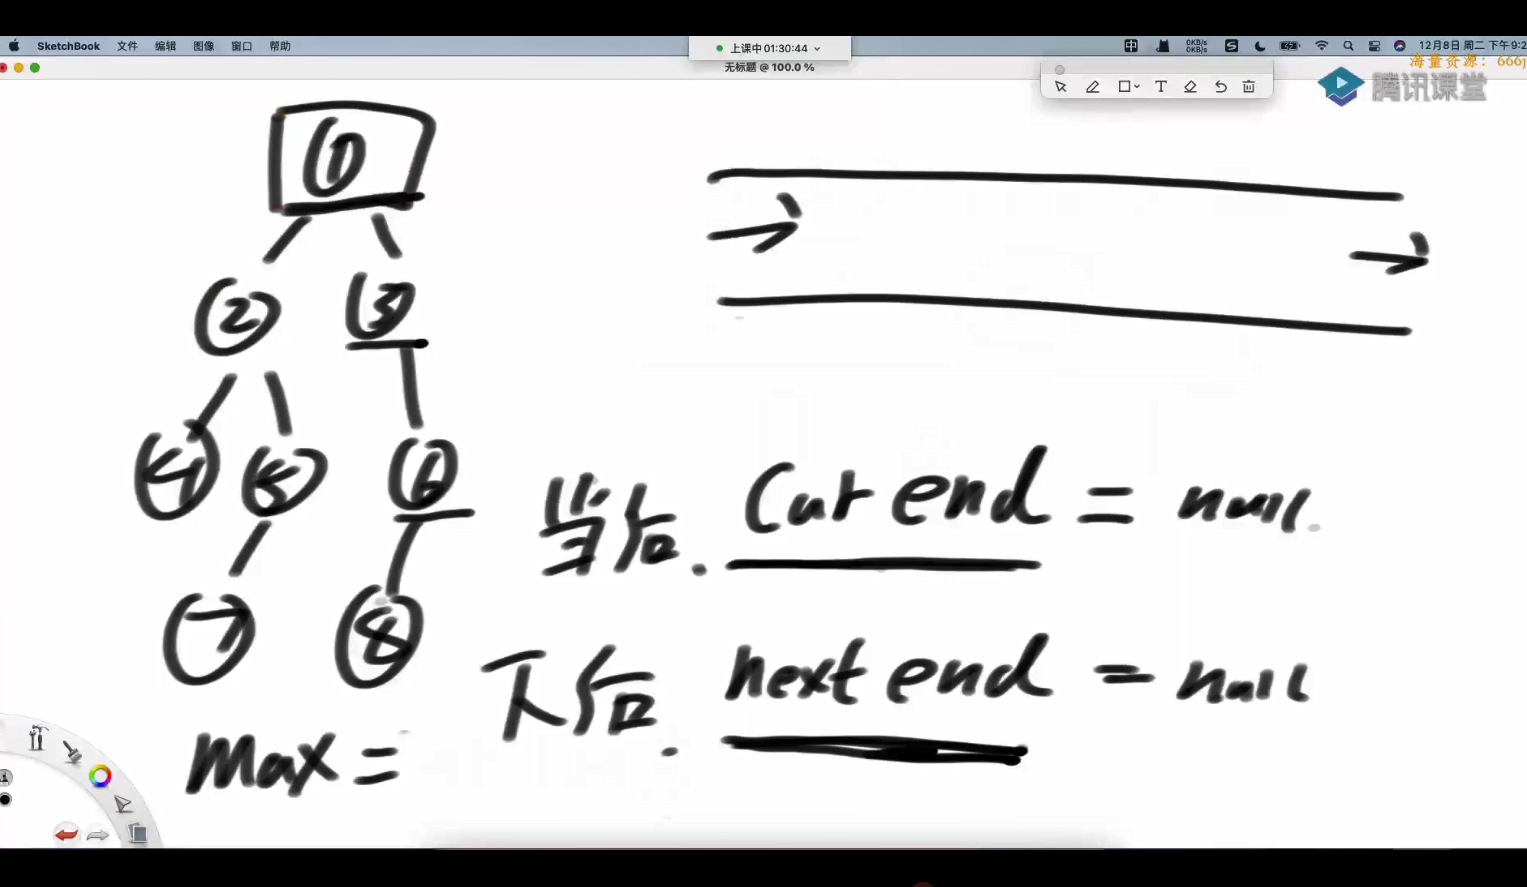 SketchBook 文件 编辑 图像 窗口 帮助
上课中 01:30:44
0KB/s
0KB/s
12月8日 周二 下午9:2
无标题 @ 100.0 %
海量资源：666j
腾讯课堂
T
1
2 3
4 5 6
7 8
当后. Cur end = null
下后. next end = null
max =